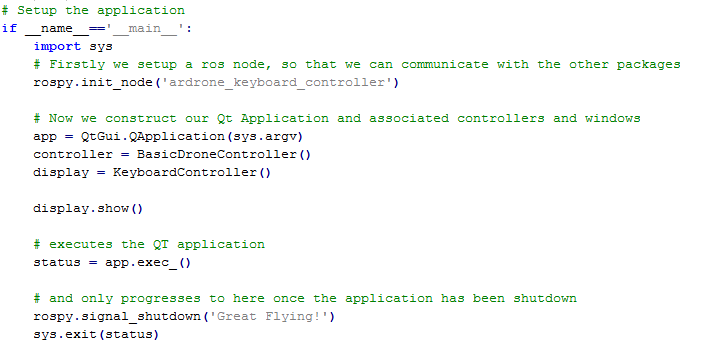 # Setup the application
if __name__=='__main__':
    import sys
    # Firstly we setup a ros node, so that we can communicate with the other packages
    rospy.init_node('ardrone_keyboard_controller')

    # Now we construct our Qt Application and associated controllers and windows
    app = QtGui.QApplication(sys.argv)
    controller = BasicDroneController()
    display = KeyboardController()

    display.show()

    # executes the QT application
    status = app.exec_()

    # and only progresses to here once the application has been shutdown
    rospy.signal_shutdown('Great Flying!')
    sys.exit(status)